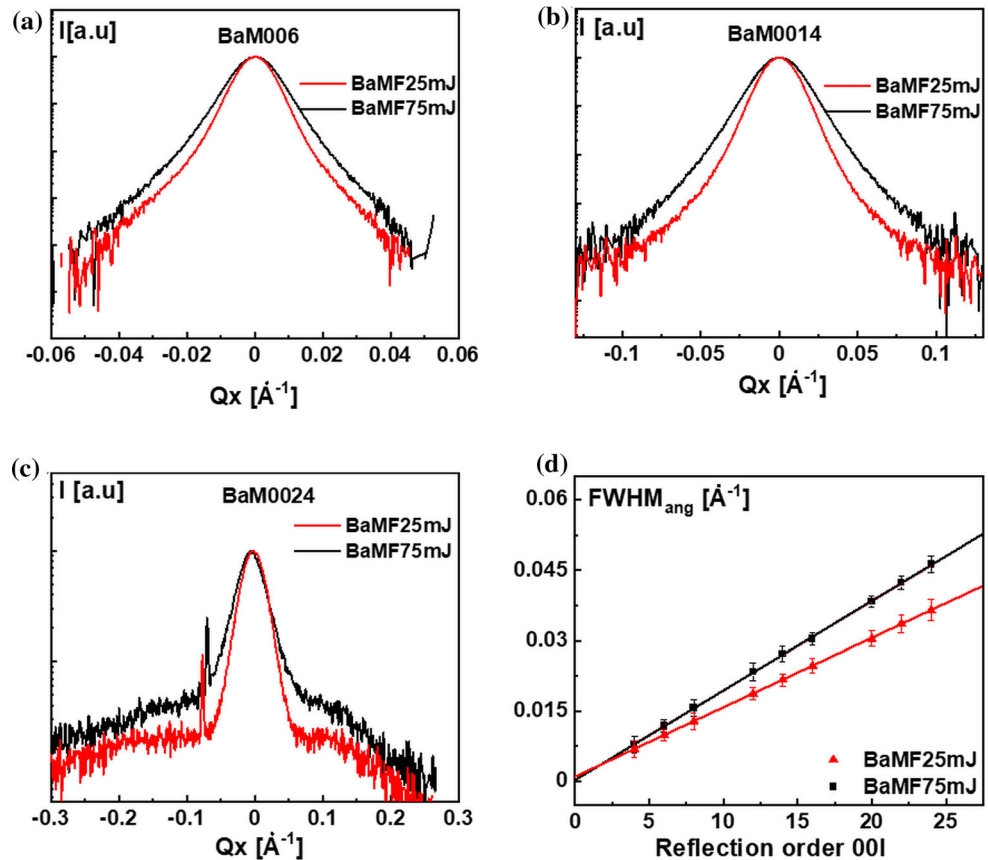 (a)
I[a.u]
BaM006
BaMF25mJ
BaMF75mJ
-0.06 -0.04 -0.02 0 0.02 0.04 0.06
Qx [Å⁻¹]
(b)
I [a.u]
BaM0014
BaMF25mJ
BaMF75mJ
-0.1 -0.05 0 0.05 0.1
Qx [Å⁻¹]
(c)
I [a.u]
BaM0024
BaMF25mJ
BaMF75mJ
-0.3 -0.2 -0.1 0 0.1 0.2 0.3
Qx [Å⁻¹]
(d)
FWHMang [Å⁻¹]
0.06
0.045
0.03
0.015
0
BaMF25mJ
BaMF75mJ
0 5 10 15 20 25
Reflection order 00l